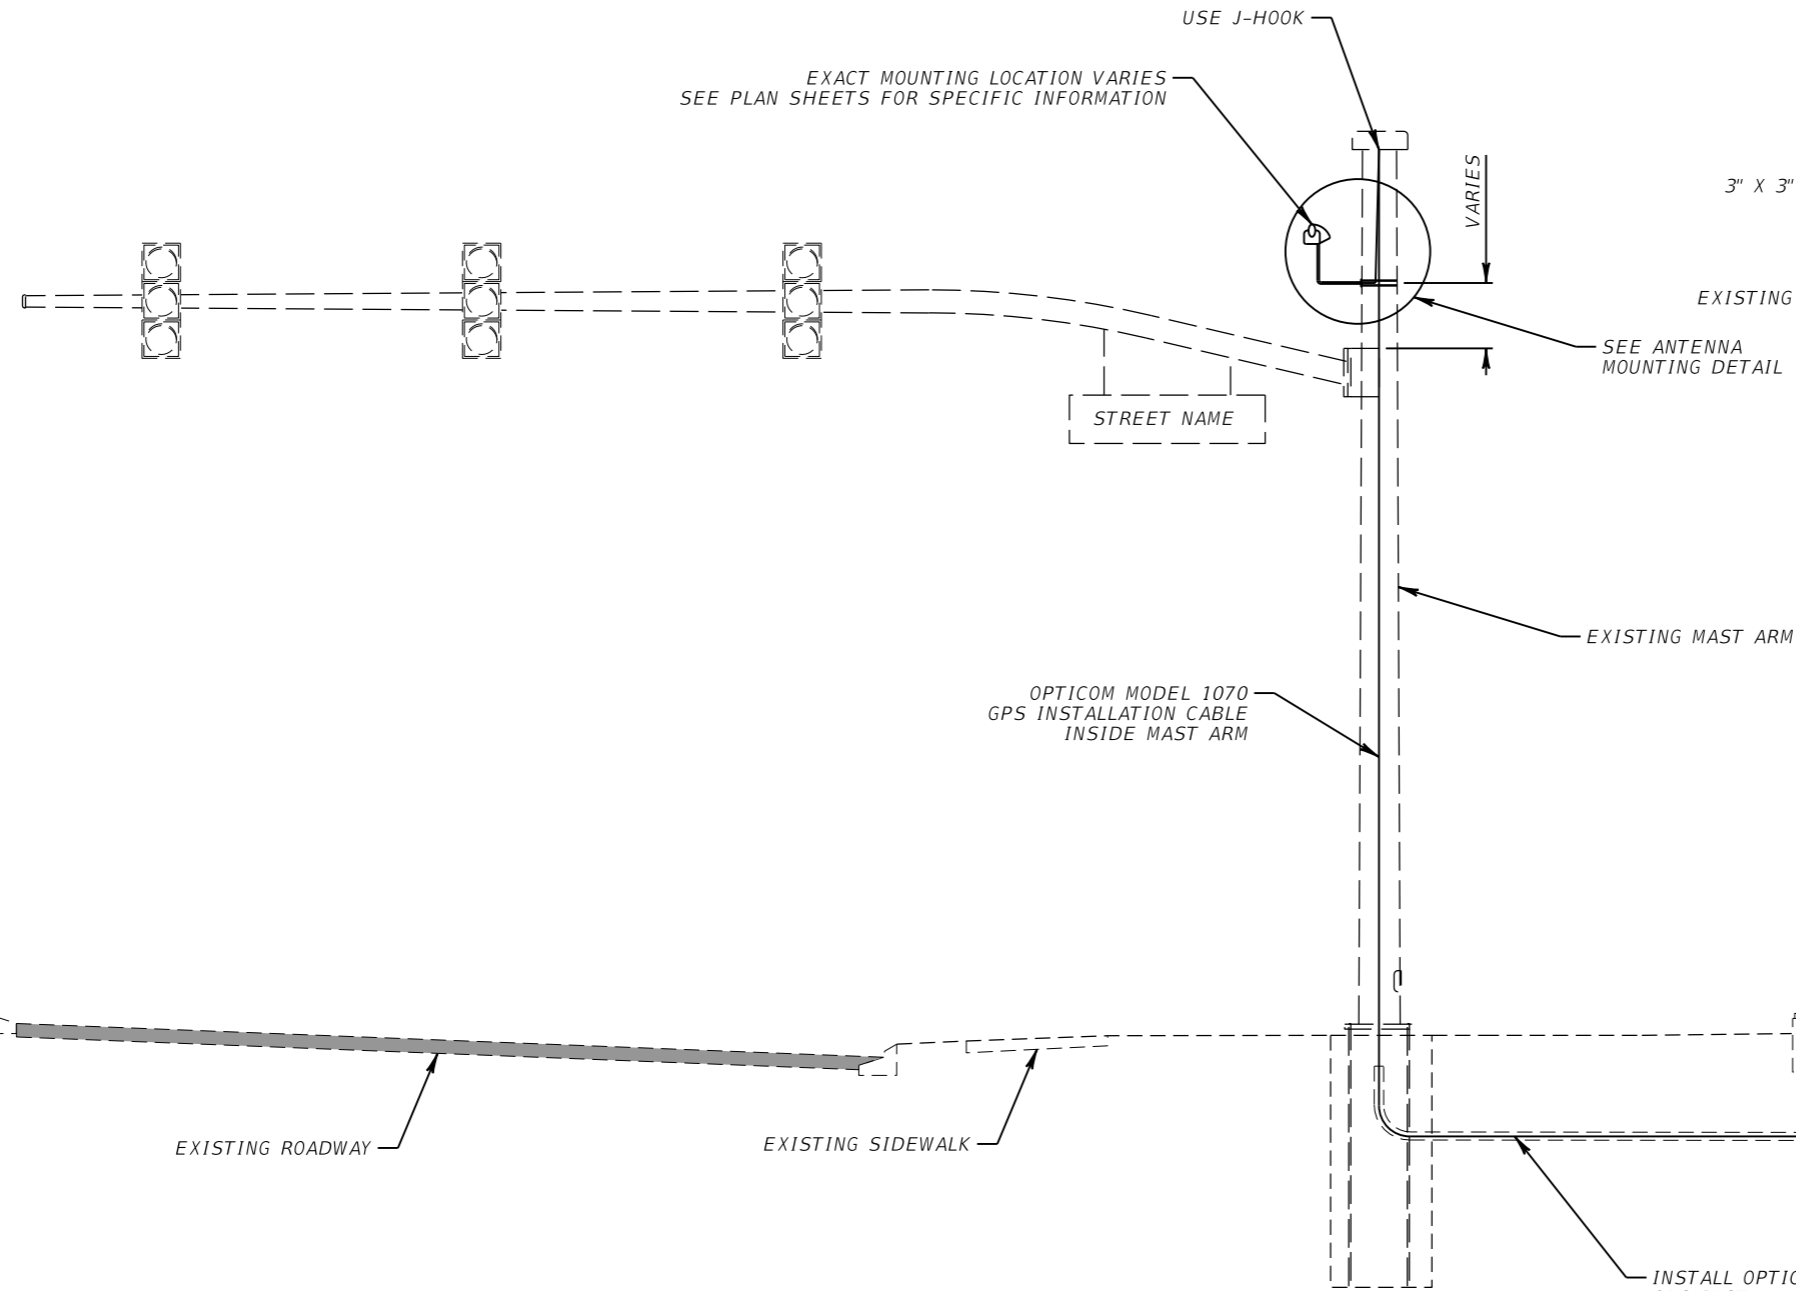 USE J-HOOK
EXACT MOUNTING LOCATION VARIES
SEE PLAN SHEETS FOR SPECIFIC INFORMATION
VARIES
3" X 3"
EXISTING
SEE ANTENNA
MOUNTING DETAIL
STREET NAME
EXISTING MAST ARM
OPTICOM MODEL 1070
GPS INSTALLATION CABLE
INSIDE MAST ARM
EXISTING ROADWAY
EXISTING SIDEWALK
INSTALL